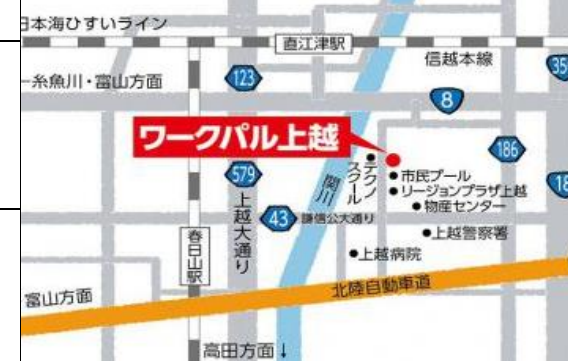 日本海ひすいライン
直江津駅
信越本線
35
糸魚川・富山方面
123
8
ワークパル上越
186
テクノスクール
市民プール
579
関川
リージョンプラザ上越
18
物産センター
上越大通り
43
謙信公大通り
上越警察署
春日山駅
上越病院
北陸自動車道
富山方面
高田方面↓